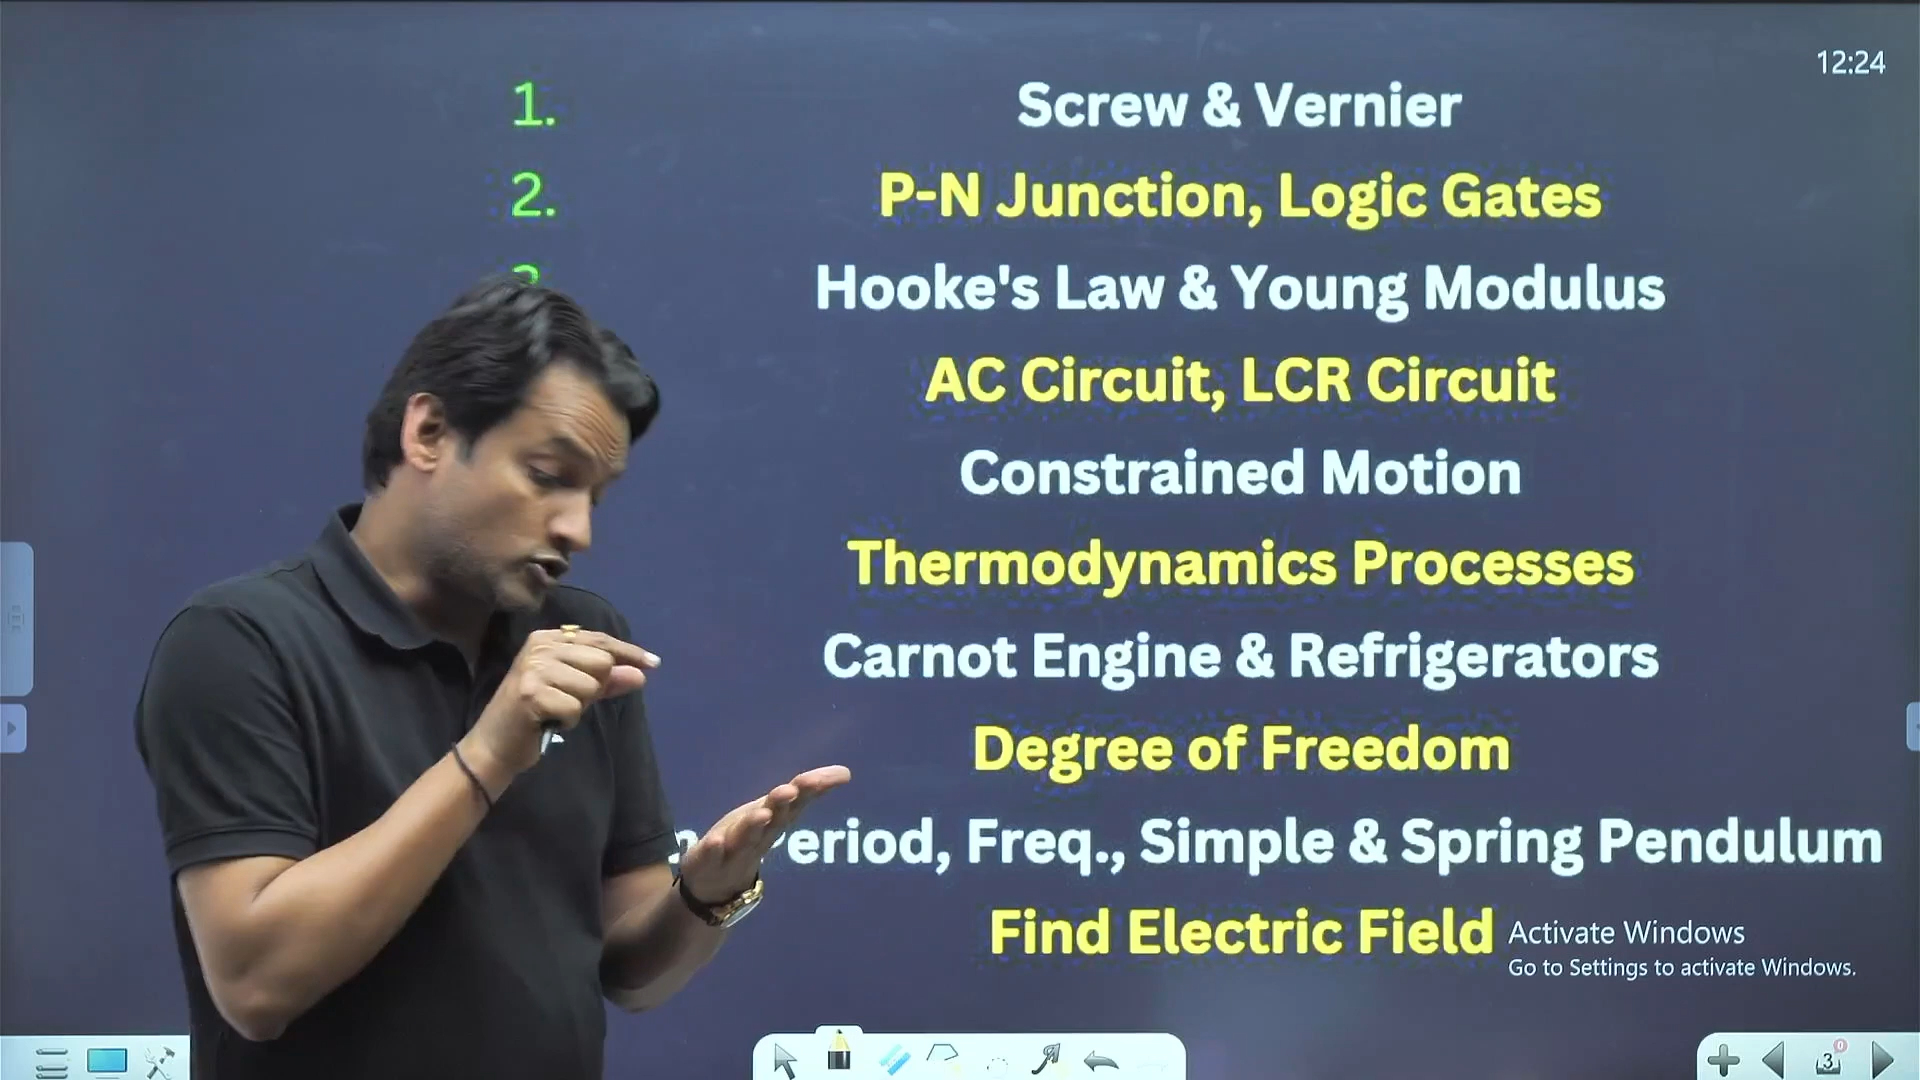 12:24
1. Screw & Vernier
2. P-N Junction, Logic Gates
Hooke's Law & Young Modulus
AC Circuit, LCR Circuit
Constrained Motion
Thermodynamics Processes
Carnot Engine & Refrigerators
Degree of Freedom
Freq., Simple & Spring Pendulum
Find Electric Field
Activate Windows
Go to Settings to activate Windows.
3
0